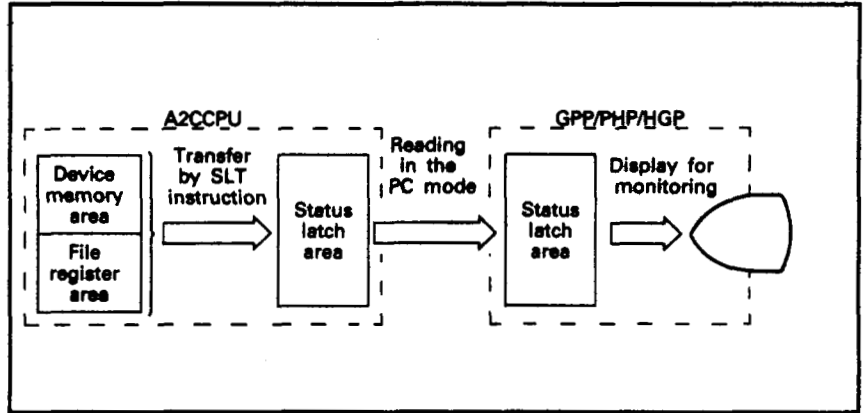 A2CCPU
GPP/PHP/HGP
Device
memory
area
File
register
area
Transfer
by SLT
instruction
Status
latch
area
Reading
in the
PC mode
Status
latch
area
Display for
monitoring